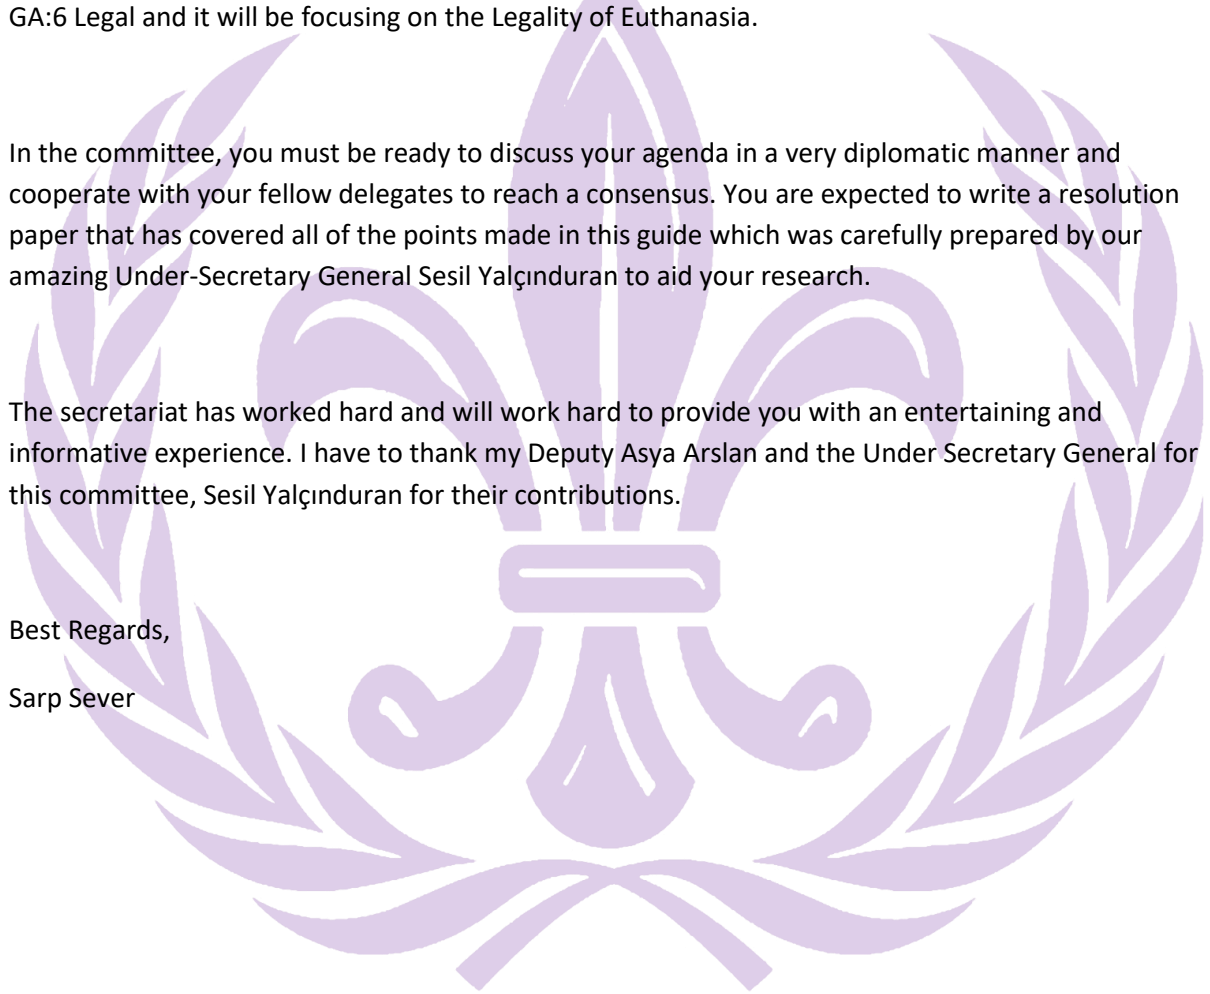 GA:6 Legal and it will be focusing on the Legality of Euthanasia.
In the committee, you must be ready to discuss your agenda in a very diplomatic manner and
cooperate with your fellow delegates to reach a consensus. You are expected to write a resolution
paper that has covered all of the points made in this guide which was carefully prepared by our
amazing Under-Secretary General Sesil Yalçınduran to aid your research.
The secretariat has worked hard and will work hard to provide you with an entertaining and
informative experience. I have to thank my Deputy Asya Arslan and the Under Secretary General for
this committee, Sesil Yalçınduran for their contributions.
Best Regards,
Sarp Sever